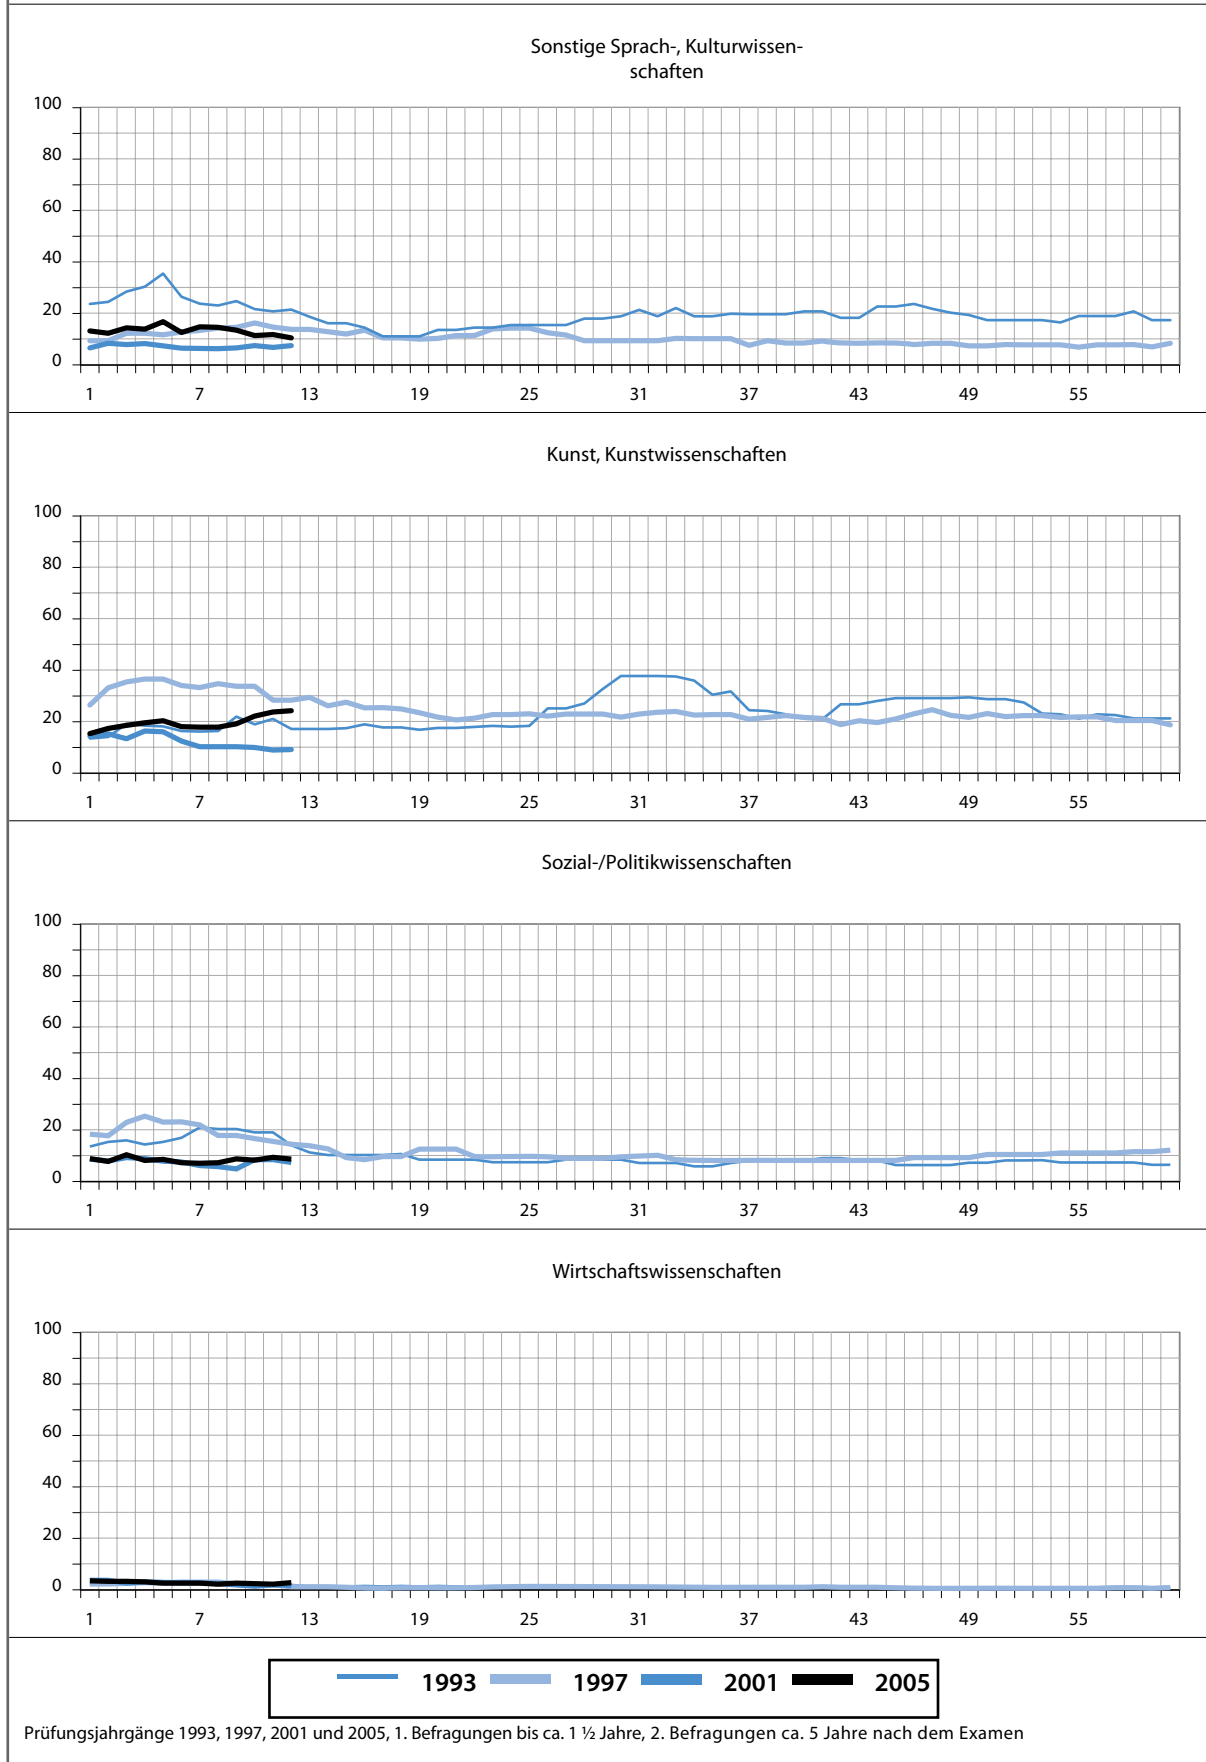 Sonstige Sprach-, Kulturwissen-
schaften
100
80
60
40
20
0
1 7 13 19 25 31 37 43 49 55
Kunst, Kunstwissenschaften
100
80
60
40
20
0
1 7 13 19 25 31 37 43 49 55
Sozial-/Politikwissenschaften
100
80
60
40
20
0
1 7 13 19 25 31 37 43 49 55
Wirtschaftswissenschaften
100
80
60
40
20
0
1 7 13 19 25 31 37 43 49 55
1993 1997 2001 2005
Prüfungsjahrgänge 1993, 1997, 2001 und 2005, 1. Befragungen bis ca. 1 ½ Jahre, 2. Befragungen ca. 5 Jahre nach dem Examen